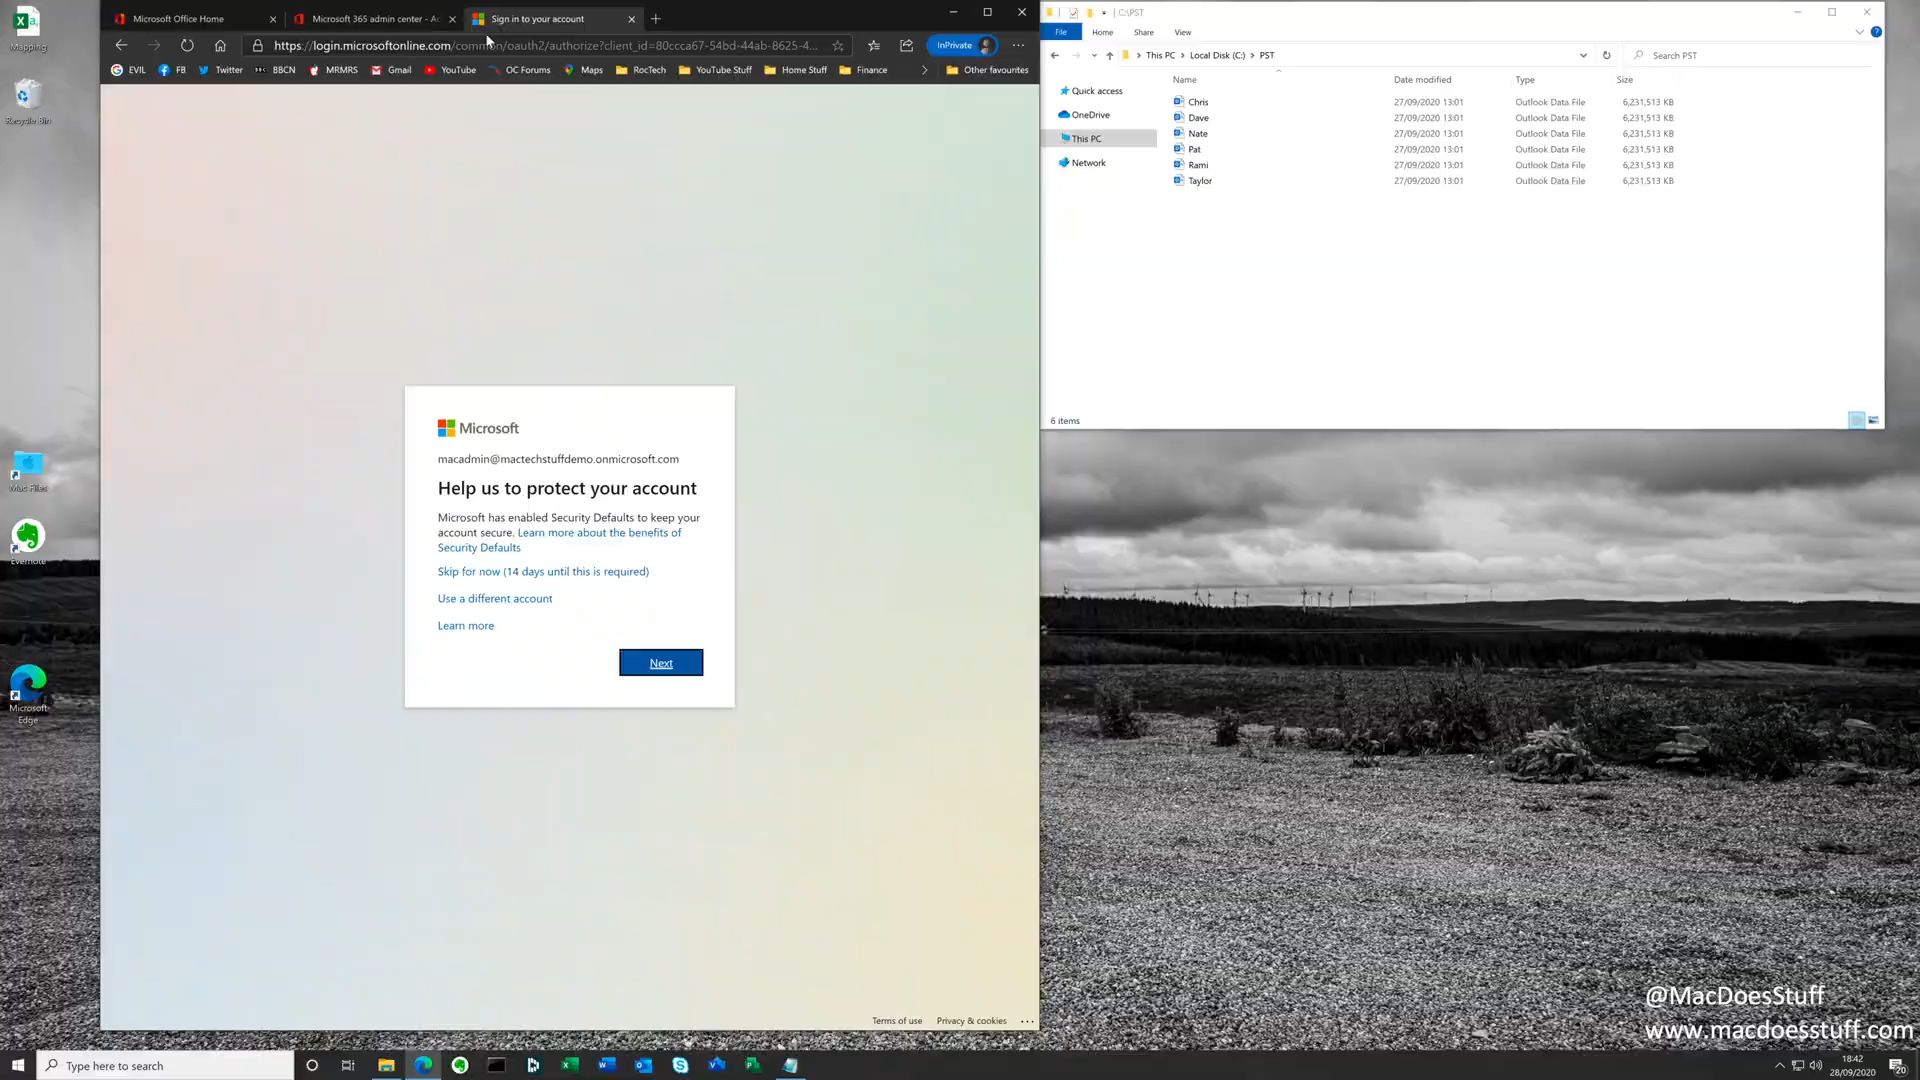 Mapping
Recycle Bin
Mac Files
Evernote
Microsoft Edge
Microsoft Office Home
Microsoft 365 admin center - Ac
Sign in to your account
https://login.microsoftonline.com/common/oauth2/authorize?client_id=80ccca67-54bd-44ab-8625-4...
InPrivate
EVIL
FB
Twitter
BBCN
MRMRS
Gmail
YouTube
OC Forums
Maps
RocTech
YouTube Stuff
Home Stuff
Finance
Other favourites
Microsoft
macadmin@mactechstuffdemo.onmicrosoft.com
Help us to protect your account
Microsoft has enabled Security Defaults to keep your
account secure. Learn more about the benefits of
Security Defaults
Skip for now (14 days until this is required)
Use a different account
Learn more
Next
Terms of use
Privacy & cookies
...
C:\PST
File
Home
Share
View
This PC > Local Disk (C:) > PST
Search PST
Quick access
OneDrive
This PC
Network
Name Date modified Type Size
Chris 27/09/2020 13:01 Outlook Data File 6,231,513 KB
Dave 27/09/2020 13:01 Outlook Data File 6,231,513 KB
Nate 27/09/2020 13:01 Outlook Data File 6,231,513 KB
Pat 27/09/2020 13:01 Outlook Data File 6,231,513 KB
Rami 27/09/2020 13:01 Outlook Data File 6,231,513 KB
Taylor 27/09/2020 13:01 Outlook Data File 6,231,513 KB
6 items
@MacDoesStuff
www.macdoesstuff.com
Type here to search
18:42
28/09/2020
20